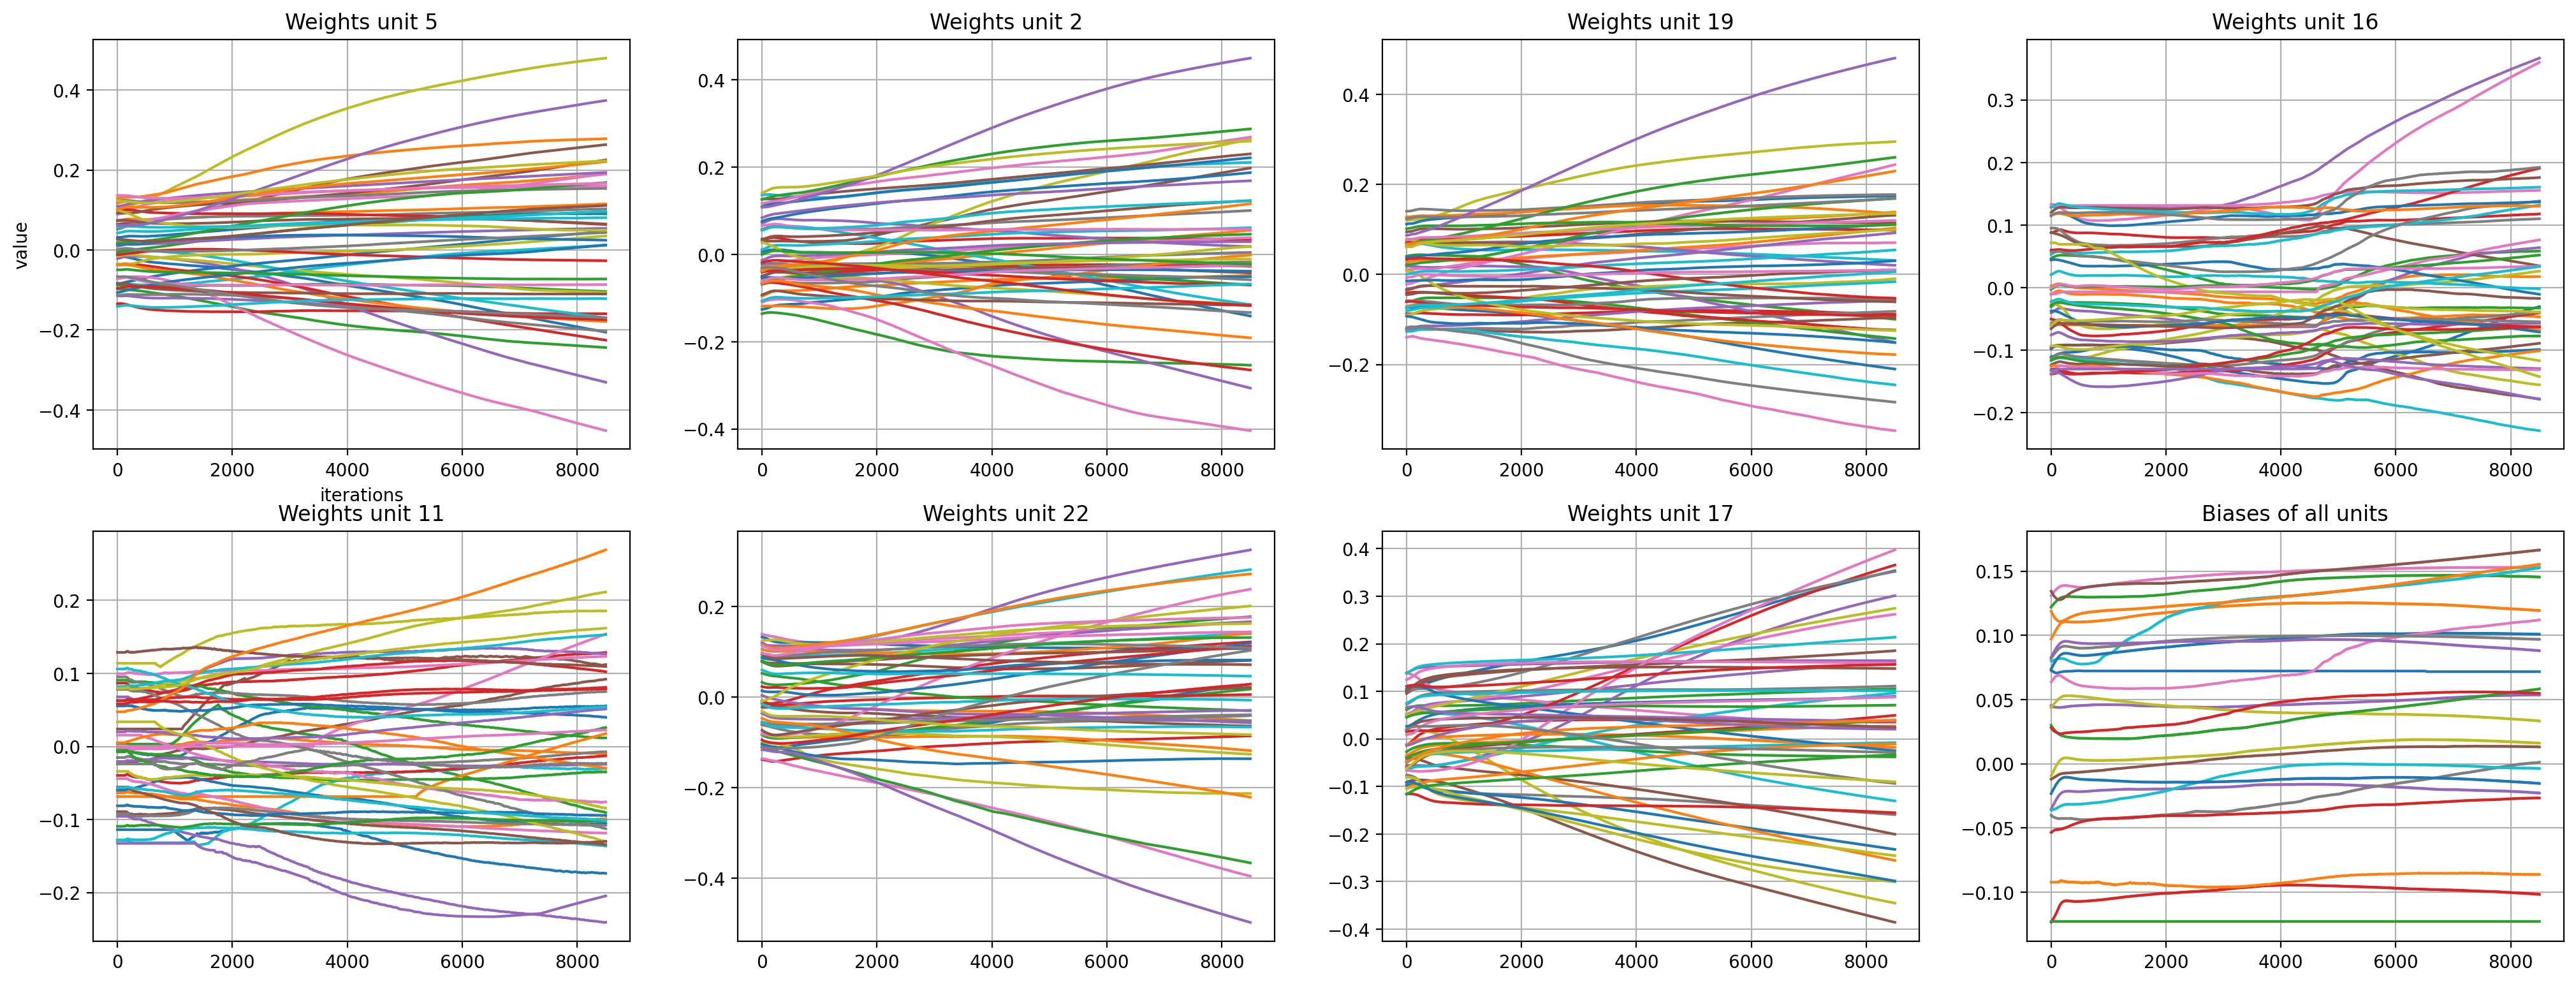 Weights unit 5
0.4
0.2
0.0
−0.2
−0.4
value
0 2000 4000 6000 8000
iterations
Weights unit 2
0.4
0.2
0.0
−0.2
−0.4
0 2000 4000 6000 8000
Weights unit 19
0.4
0.2
0.0
−0.2
0 2000 4000 6000 8000
Weights unit 16
0.3
0.2
0.1
0.0
−0.1
−0.2
0 2000 4000 6000 8000
Weights unit 11
0.2
0.1
0.0
−0.1
−0.2
0 2000 4000 6000 8000
Weights unit 22
0.2
0.0
−0.2
−0.4
0 2000 4000 6000 8000
Weights unit 17
0.4
0.3
0.2
0.1
0.0
−0.1
−0.2
−0.3
−0.4
0 2000 4000 6000 8000
Biases of all units
0.15
0.10
0.05
0.00
−0.05
−0.10
0 2000 4000 6000 8000